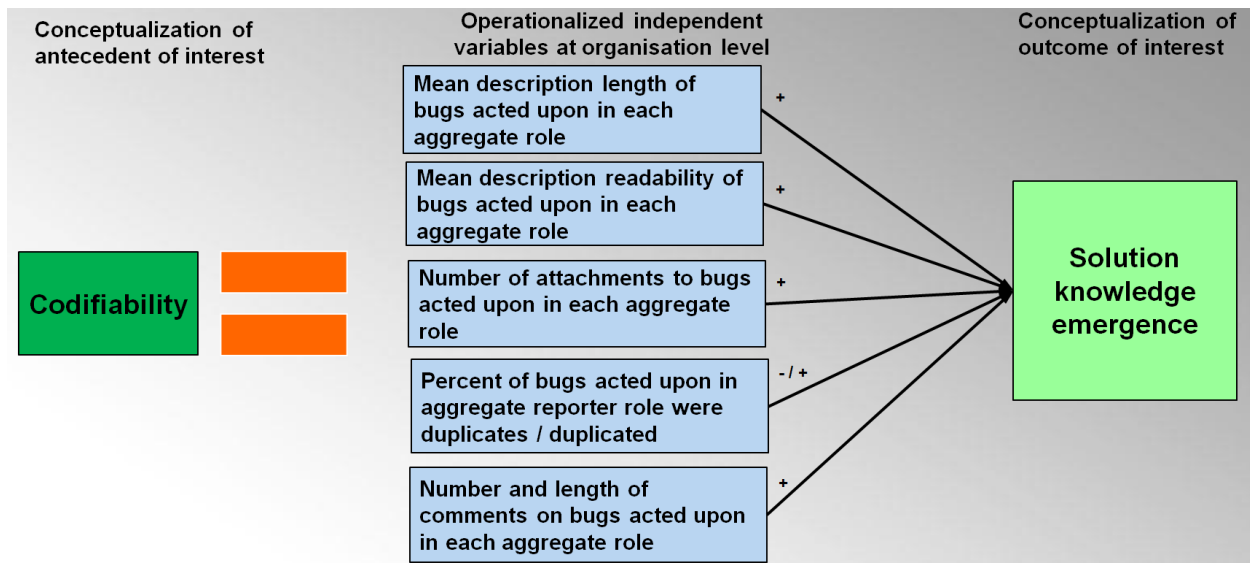 Conceptualization of
antecedent of interest
Operationalized independent
variables at organisation level
Conceptualization of
outcome of interest
Mean description length of
bugs acted upon in each
aggregate role
+
Mean description readability of
bugs acted upon in each
aggregate role
+
Codifiability
Number of attachments to bugs
acted upon in each aggregate
role
+
Solution
knowledge
emergence
Percent of bugs acted upon in
aggregate reporter role were
duplicates / duplicated
- / +
Number and length of
comments on bugs acted upon
in each aggregate role
+